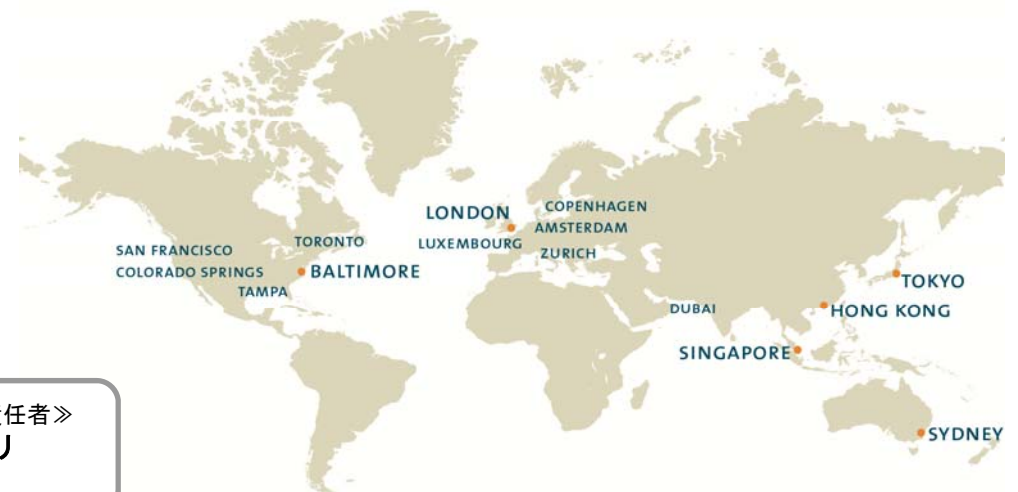 COPENHAGEN
LONDON
AMSTERDAM
LUXEMBOURG
ZURICH
SAN FRANCISCO
TORONTO
COLORADO SPRINGS
BALTIMORE
TAMPA
TOKYO
DUBAI
HONG KONG
SINGAPORE
任者≫
リ
SYDNEY